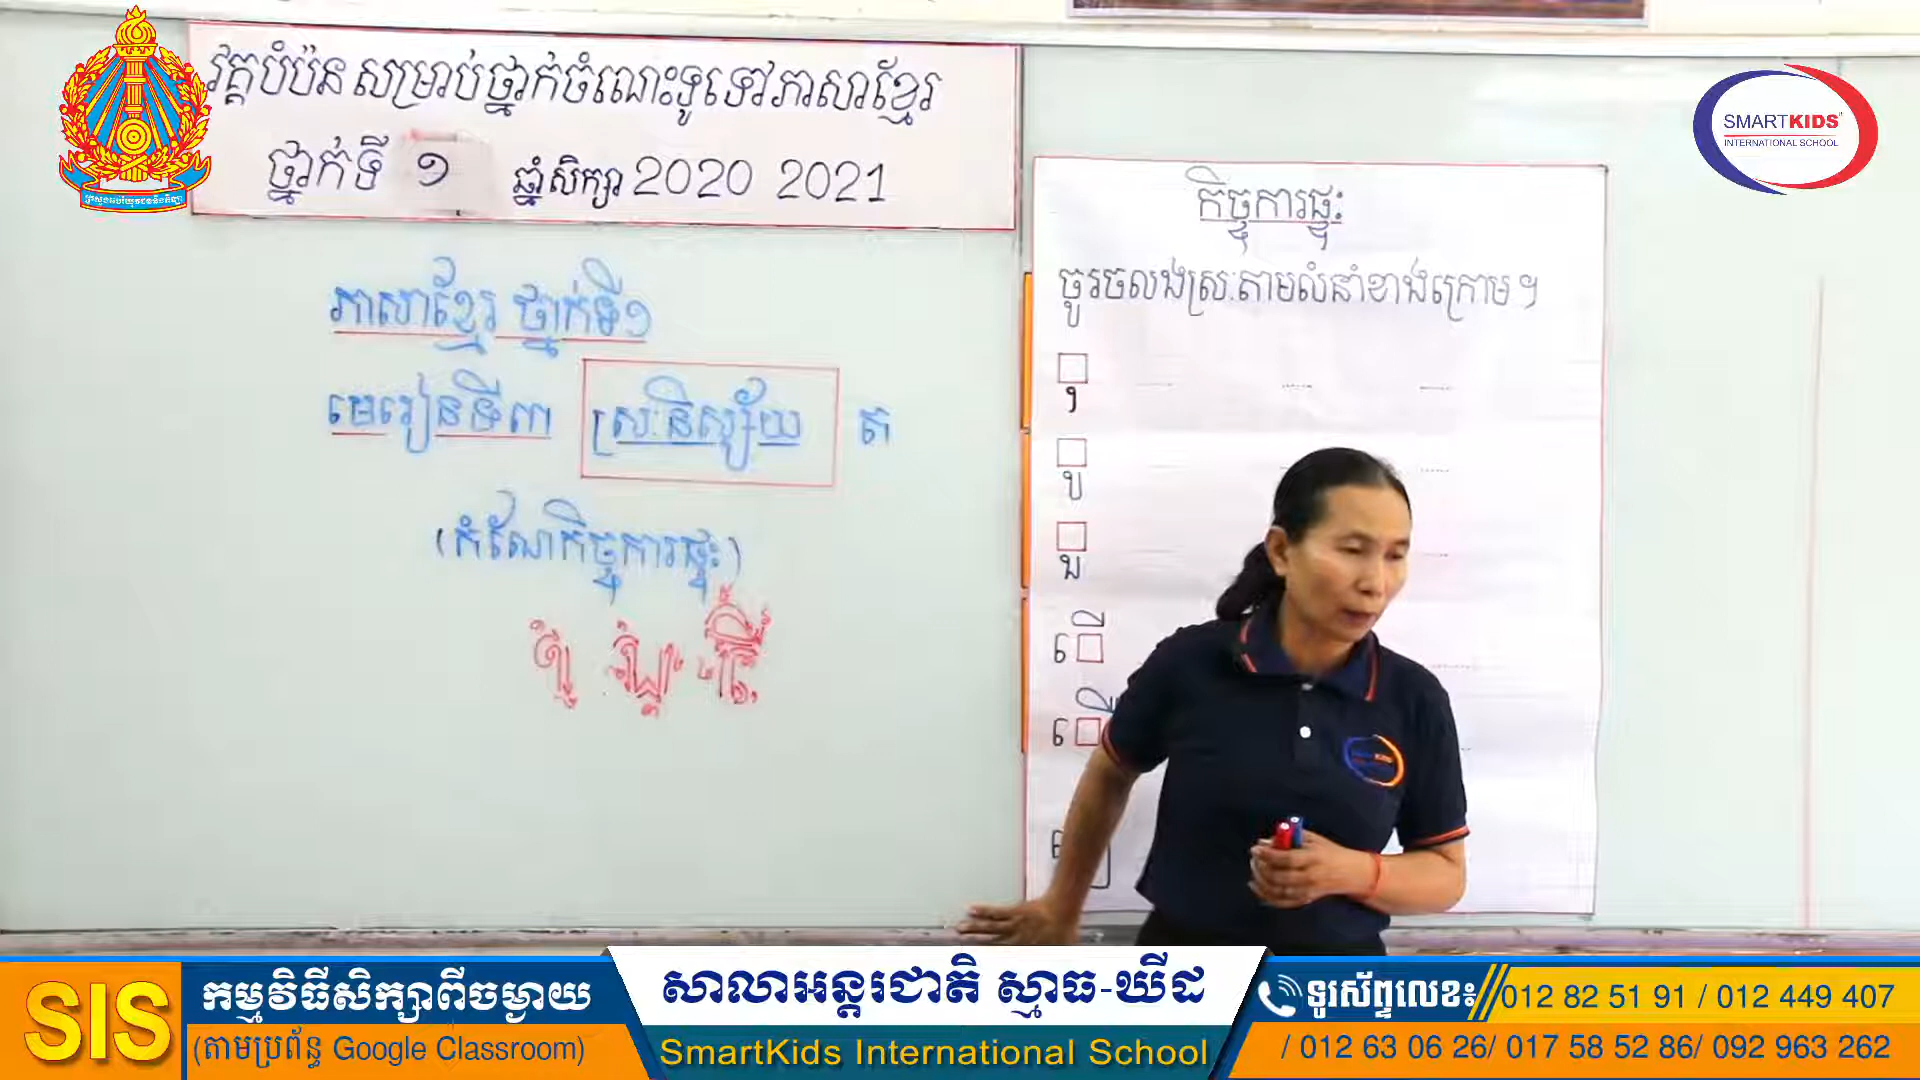 វគ្គបំប៉នសម្រាប់ថ្នាក់ចំណេះទូទៅភាសាខ្មែរ
ថ្នាក់ទី ១ ឆ្នាំសិក្សា 2020 2021
SMARTKIDS
INTERNATIONAL SCHOOL
ភាសាខ្មែរ ថ្នាក់ទី១
មេរៀនទី៣ ស្រៈនិស្ស័យ ត
(កំណែកិច្ចការផ្ទះ)
កិច្ចការផ្ទះ
ចូរចលងស្រៈតាមលំនាំខាងក្រោម។
ុ
ូ
ួ
ើ
SIS
កម្មវិធីសិក្សាពីចម្ងាយ
(តាមប្រព័ន្ធ Google Classroom)
សាលាអន្តរជាតិ ស្មាធ-ឃីដ
SmartKids International School
ទូរស័ព្ទលេខ៖ 012 82 51 91 / 012 449 407
/ 012 63 06 26/ 017 58 52 86/ 092 963 262